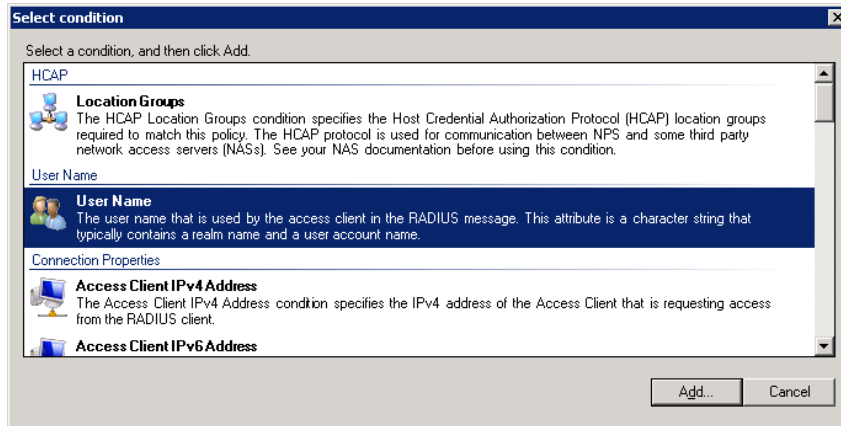 Select condition
Select a condition, and then click Add.
HCAP
Location Groups
The HCAP Location Groups condition specifies the Host Credential Authorization Protocol (HCAP) location groups
required to match this policy. The HCAP protocol is used for communication between NPS and some third party
network access servers (NASs). See your NAS documentation before using this condition.
User Name
User Name
The user name that is used by the access client in the RADIUS message. This attribute is a character string that
typically contains a realm name and a user account name.
Connection Properties
Access Client IPv4 Address
The Access Client IPv4 Address condition specifies the IPv4 address of the Access Client that is requesting access
from the RADIUS client.
Access Client IPv6 Address
Add... Cancel